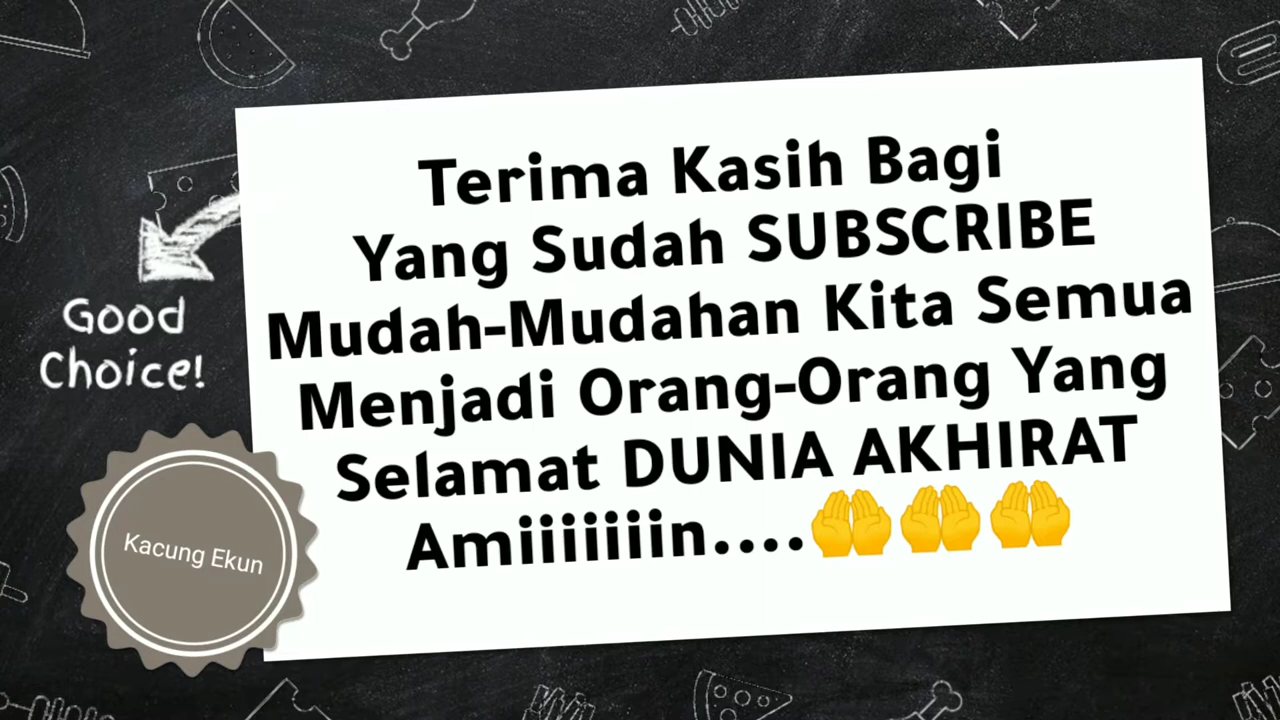 Terima Kasih Bagi
Yang Sudah SUBSCRIBE
Mudah-Mudahan Kita Semua
Menjadi Orang-Orang Yang
Selamat DUNIA AKHIRAT
Amiiiiiiiin....🤲🤲🤲
Good
Choice!
Kacung Ekun